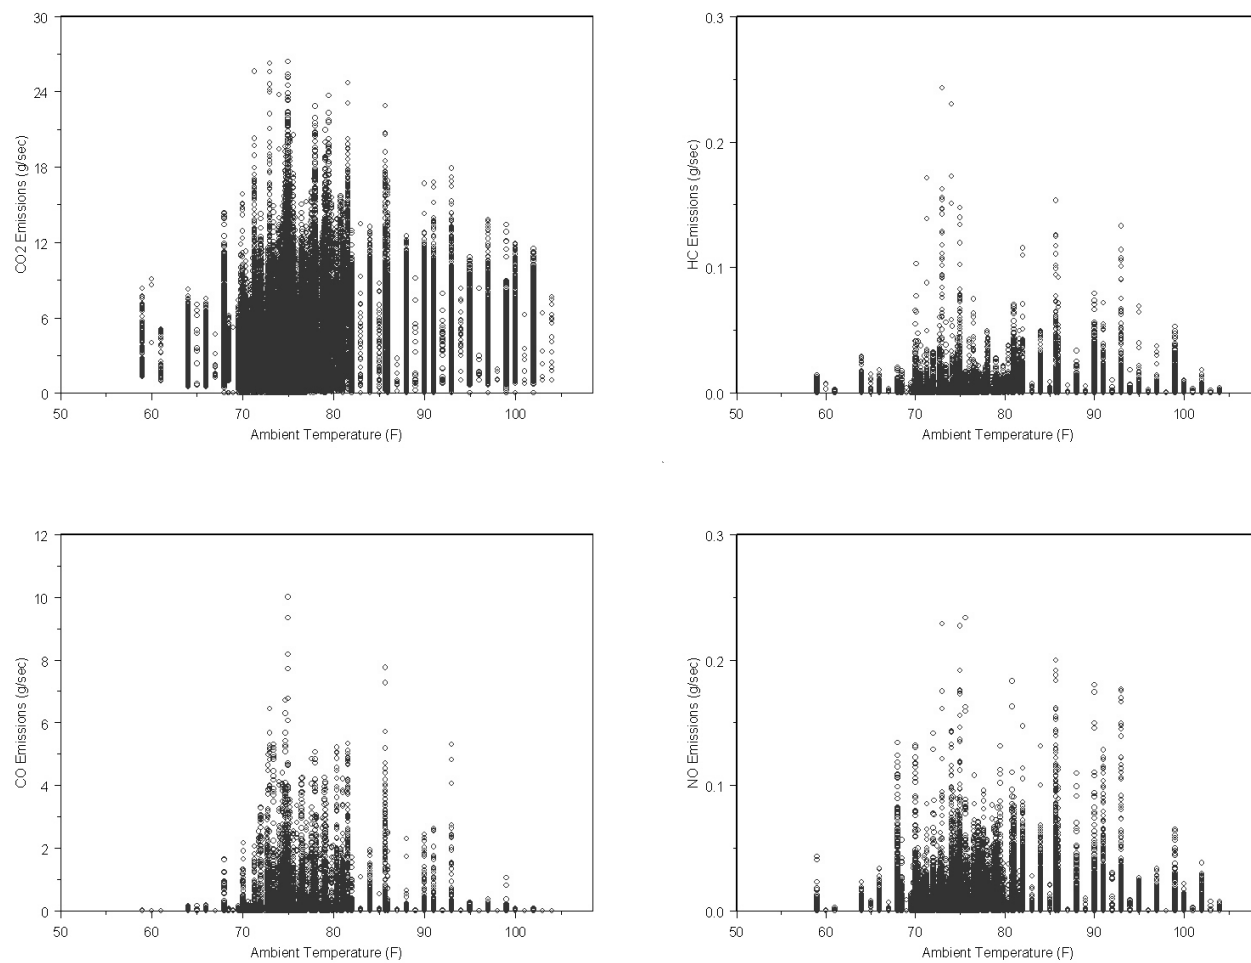 30
24
18
12
6
0
CO2 Emissions (g/sec)
50 60 70 80 90 100
Ambient Temperature (F)
0.3
0.2
0.1
0.0
HC Emissions (g/sec)
50 60 70 80 90 100
Ambient Temperature (F)
12
10
8
6
4
2
0
CO Emissions (g/sec)
50 60 70 80 90 100
Ambient Temperature (F)
0.3
0.2
0.1
0.0
NO Emissions (g/sec)
50 60 70 80 90 100
Ambient Temperature (F)